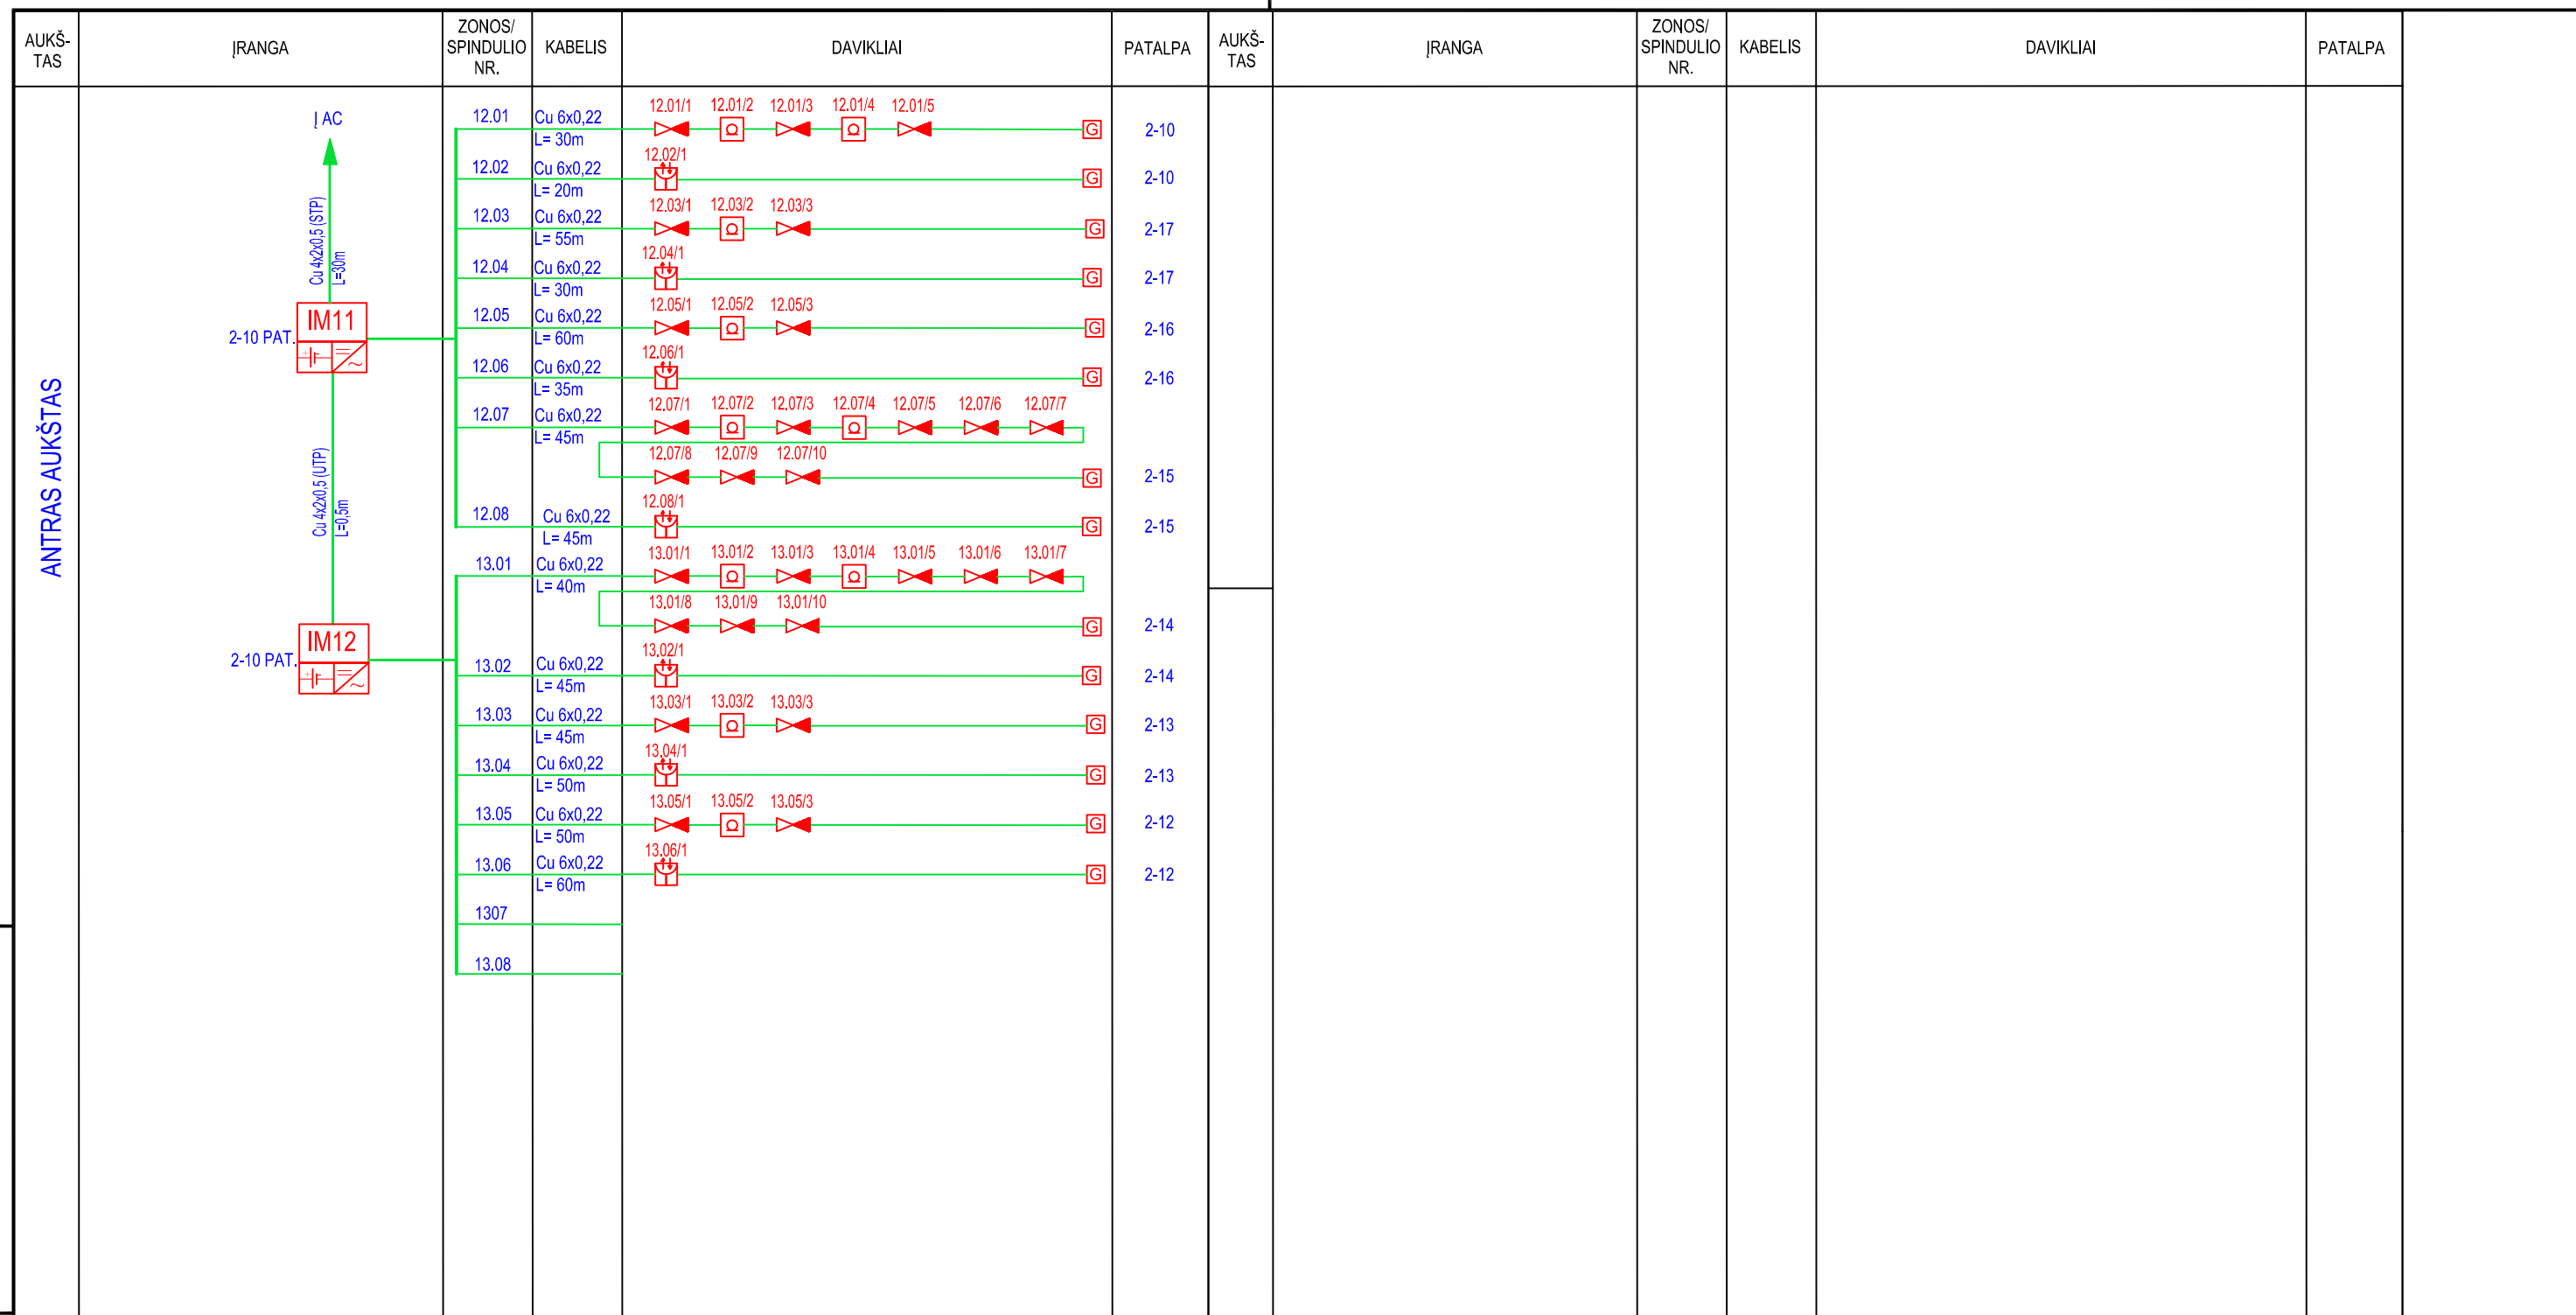 AUKŠ-
TAS
ĮRANGA
ZONOS/
SPINDULIO
NR.
KABELIS
DAVIKLIAI
PATALPA
AUKŠ-
TAS
ĮRANGA
ZONOS/
SPINDULIO
NR.
KABELIS
DAVIKLIAI
PATALPA
ANTRAS AUKŠTAS
Į AC
Cu 4x2x0,5 (STP)
L=30m
2-10 PAT.
IM11
Cu 4x2x0,5 (UTP)
L=0,5m
2-10 PAT.
IM12
12.01 Cu 6x0,22
L= 30m
12.01/1 12.01/2 12.01/3 12.01/4 12.01/5
Ω Ω G 2-10
12.02 Cu 6x0,22
L= 20m
12.02/1
G 2-10
12.03 Cu 6x0,22
L= 55m
12.03/1 12.03/2 12.03/3
Ω G 2-17
12.04 Cu 6x0,22
L= 30m
12.04/1
G 2-17
12.05 Cu 6x0,22
L= 60m
12.05/1 12.05/2 12.05/3
Ω G 2-16
12.06 Cu 6x0,22
L= 35m
12.06/1
G 2-16
12.07 Cu 6x0,22
L= 45m
12.07/1 12.07/2 12.07/3 12.07/4 12.07/5 12.07/6 12.07/7
Ω Ω
12.07/8 12.07/9 12.07/10
G 2-15
12.08 Cu 6x0,22
L= 45m
12.08/1
G 2-15
13.01 Cu 6x0,22
L= 40m
13.01/1 13.01/2 13.01/3 13.01/4 13.01/5 13.01/6 13.01/7
Ω Ω
13.01/8 13.01/9 13.01/10
G 2-14
13.02 Cu 6x0,22
L= 45m
13.02/1
G 2-14
13.03 Cu 6x0,22
L= 45m
13.03/1 13.03/2 13.03/3
Ω G 2-13
13.04 Cu 6x0,22
L= 50m
13.04/1
G 2-13
13.05 Cu 6x0,22
L= 50m
13.05/1 13.05/2 13.05/3
Ω G 2-12
13.06 Cu 6x0,22
L= 60m
13.06/1
G 2-12
1307
13.08